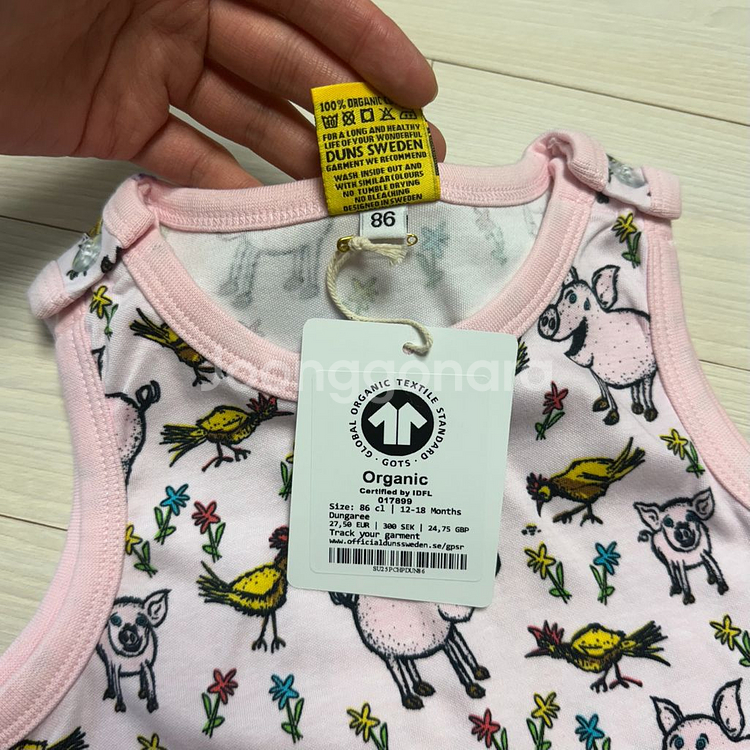 100% ORGANIC
FOR A LONG AND HEALTHY
LIFE OF YOUR WONDERFUL
DUNS SWEDEN
GARMENT WE RECOMMEND
WASH INSIDE OUT AND
WITH SIMILAR COLOURS
NO TUMBLE DRYING
NO BLEACHING
DESIGNED IN SWEDEN
86
joonggonara
GLOBAL ORGANIC TEXTILE STANDARD
· GOTS ·
Organic
Certified by IDFL
017899
Size: 86 cl | 12-18 Months
Dungaree
27,50 EUR | 300 SEK | 24,75 GBP
Track your garment
www.officialdunssweden.se/gpsr
SU25PCHPDUN86